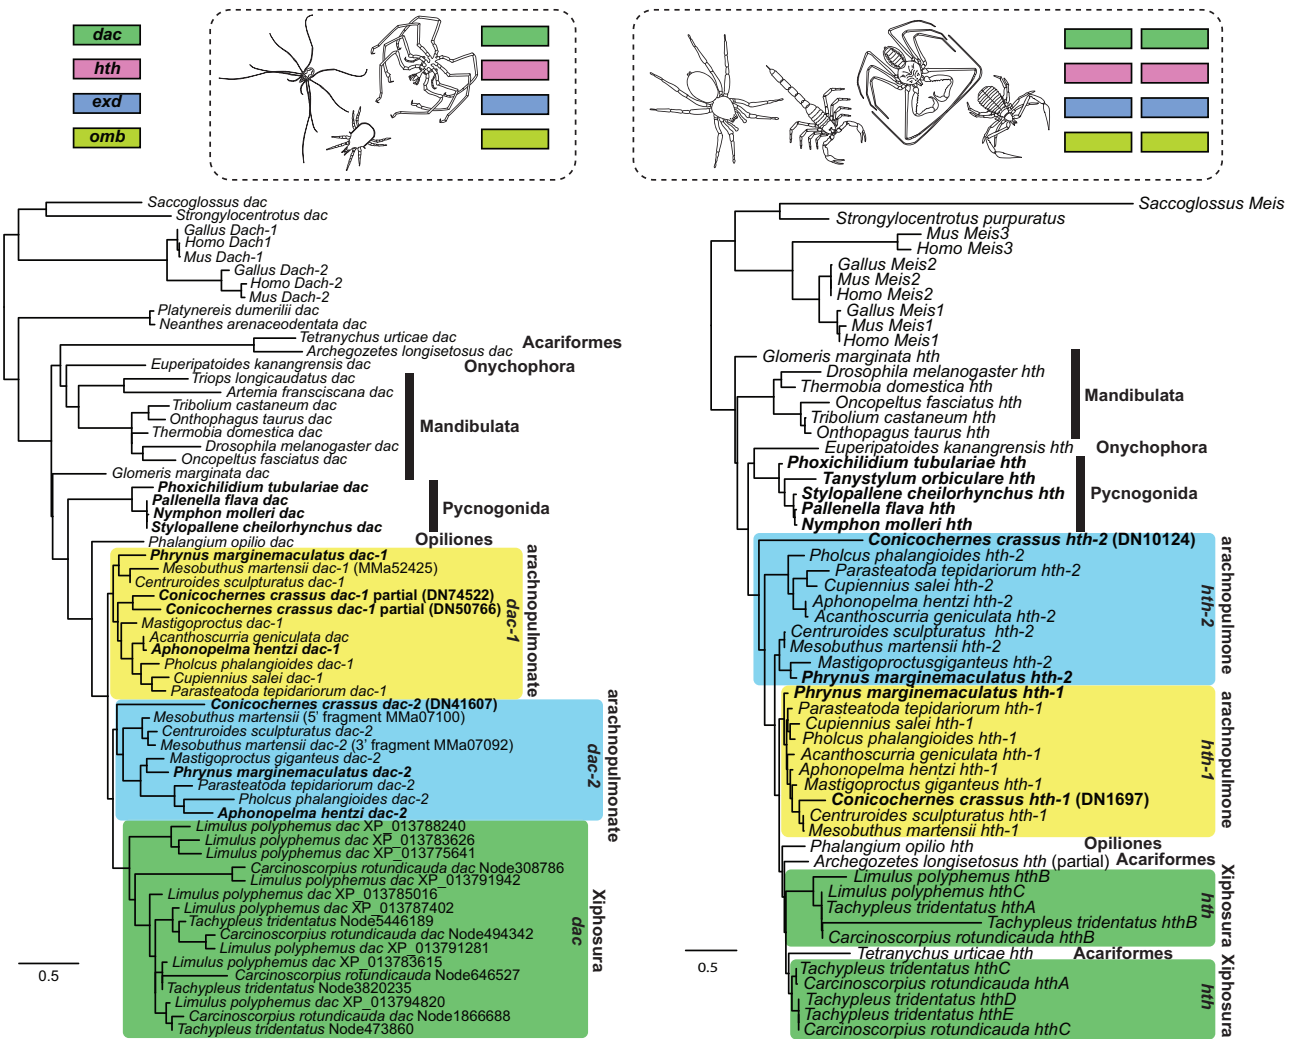 dac
hth
exd
omb
Saccoglossus dac
Strongylocentrotus dac
Gallus Dach-1
Homo Dach1
Mus Dach-1
Gallus Dach-2
Homo Dach-2
Mus Dach-2
Platynereis dumerilii dac
Neanthes arenaceodentata dac
Tetranychus urticae dac
Archegozetes longisetosus dac
Acariformes
Euperipatoides kanangrensis dac
Onychophora
Triops longicaudatus dac
Artemia fransciscana dac
Tribolium castaneum dac
Onthophagus taurus dac
Thermobia domestica dac
Drosophila melanogaster dac
Oncopeltus fasciatus dac
Mandibulata
Glomeris marginata dac
Phoxichilidium tubulariae dac
Pallenella flava dac
Nymphon molleri dac
Stylopallene cheilorhynchus dac
Pycnogonida
Phalangium opilio dac
Opiliones
Phrynus marginemaculatus dac-1
Mesobuthus martensii dac-1 (MMa52425)
Centruroides sculpturatus dac-1
Conicochernes crassus dac-1 partial (DN74522)
Conicochernes crassus dac-1 partial (DN50766)
Mastigoproctus dac-1
Acanthoscurria geniculata dac
Aphonopelma hentzi dac-1
Pholcus phalangioides dac-1
Cupiennius salei dac-1
Parasteatoda tepidariorum dac-1
dac-1
arachnopulmonate
Conicochernes crassus dac-2 (DN41607)
Mesobuthus martensii (5' fragment MMa07100)
Centruroides sculpturatus dac-2
Mesobuthus martensii dac-2 (3' fragment MMa07092)
Mastigoproctus giganteus dac-2
Phrynus marginemaculatus dac-2
Parasteatoda tepidariorum dac-2
Pholcus phalangioides dac-2
Aphonopelma hentzi dac-2
dac-2
arachnopulmonate
Limulus polyphemus dac XP_013788240
Limulus polyphemus dac XP_013783626
Limulus polyphemus dac XP_013775641
Carcinoscorpius rotundicauda dac Node308786
Limulus polyphemus dac XP_013791942
Limulus polyphemus dac XP_013785016
Limulus polyphemus dac XP_013787402
Tachypleus tridentatus Node5446189
Carcinoscorpius rotundicauda dac Node494342
Limulus polyphemus dac XP_013791281
Limulus polyphemus dac XP_013783615
Carcinoscorpius rotundicauda Node646527
Tachypleus tridentatus Node3820235
Limulus polyphemus dac XP_013794820
Carcinoscorpius rotundicauda dac Node1866688
Tachypleus tridentatus Node473860
dac
Xiphosura
0.5
Saccoglossus Meis
Strongylocentrotus purpuratus
Mus Meis3
Homo Meis3
Gallus Meis2
Mus Meis2
Homo Meis2
Gallus Meis1
Mus Meis1
Homo Meis1
Glomeris marginata hth
Drosophila melanogaster hth
Thermobia domestica hth
Oncopeltus fasciatus hth
Tribolium castaneum hth
Onthopagus taurus hth
Mandibulata
Euperipatoides kanangrensis hth
Onychophora
Phoxichilidium tubulariae hth
Tanystylum orbiculare hth
Stylopallene cheilorhynchus hth
Pallenella flava hth
Nymphon molleri hth
Pycnogonida
Conicochernes crassus hth-2 (DN10124)
Pholcus phalangioides hth-2
Parasteatoda tepidariorum hth-2
Cupiennius salei hth-2
Aphonopelma hentzi hth-2
Acanthoscurria geniculata hth-2
Centruroides sculpturatus hth-2
Mesobuthus martensii hth-2
Mastigoproctusgiganteus hth-2
Phrynus marginemaculatus hth-2
hth-2
arachnopulmone
Phrynus marginemaculatus hth-1
Parasteatoda tepidariorum hth-1
Cupiennius salei hth-1
Pholcus phalangioides hth-1
Acanthoscurria geniculata hth-1
Aphonopelma hentzi hth-1
Mastigoproctus giganteus hth-1
Conicochernes crassus hth-1 (DN1697)
Centruroides sculpturatus hth-1
Mesobuthus martensii hth-1
hth-1
arachnopulmone
Phalangium opilio hth
Opiliones
Archegozetes longisetosus hth (partial)
Acariformes
Limulus polyphemus hthB
Limulus polyphemus hthC
Tachypleus tridentatus hthA
Tachypleus tridentatus hthB
Carcinoscorpius rotundicauda hthB
hth
Xiphosura
Tetranychus urticae hth
Acariformes
Tachypleus tridentatus hthC
Carcinoscorpius rotundicauda hthA
Tachypleus tridentatus hthD
Tachypleus tridentatus hthE
Carcinoscorpius rotundicauda hthC
hth
Xiphosura
0.5